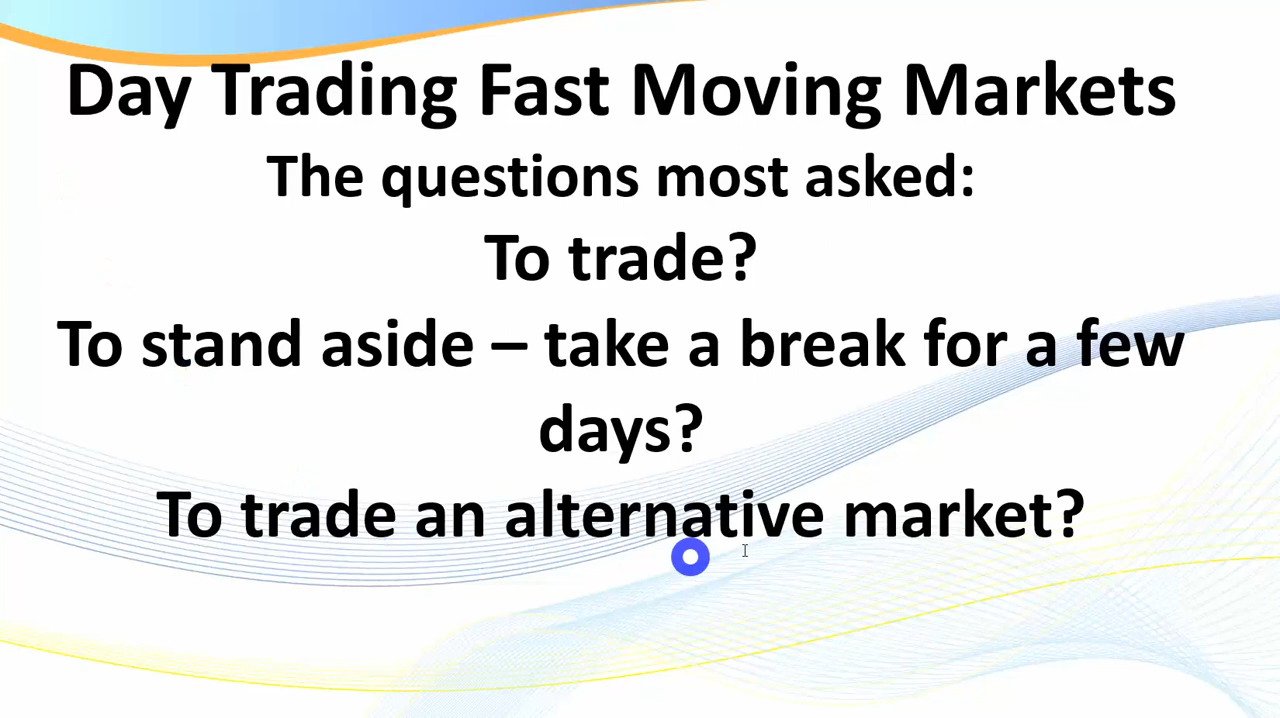 Day Trading Fast Moving Markets
The questions most asked:
To trade?
To stand aside – take a break for a few
days?
To trade an alternative market?